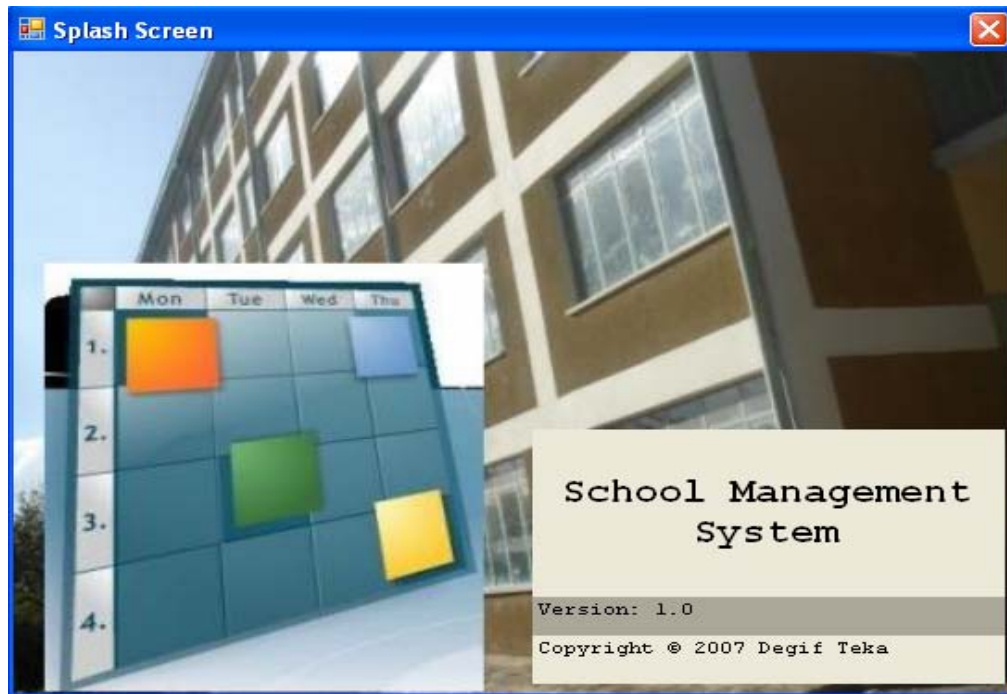 Splash Screen
Mon Tue Wed Thu
1.
2.
3.
4.
School Management
System
Version: 1.0
Copyright © 2007 Degif Teka